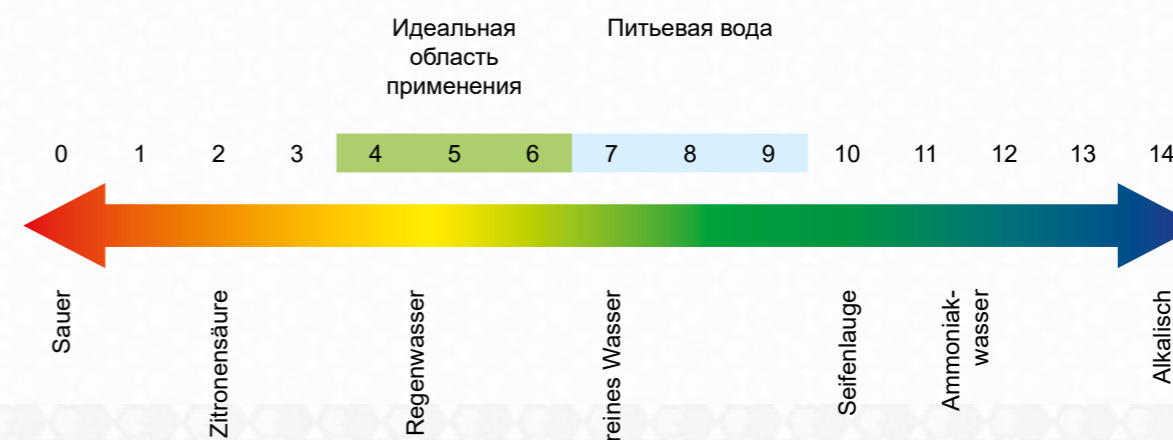 Идеальная
область
применения
Питьевая вода
0 1 2 3 4 5 6 7 8 9 10 11 12 13 14
Sauer
Zitronensäure
Regenwasser
reines Wasser
Seifenlauge
Ammoniak-
wasser
Alkalisch